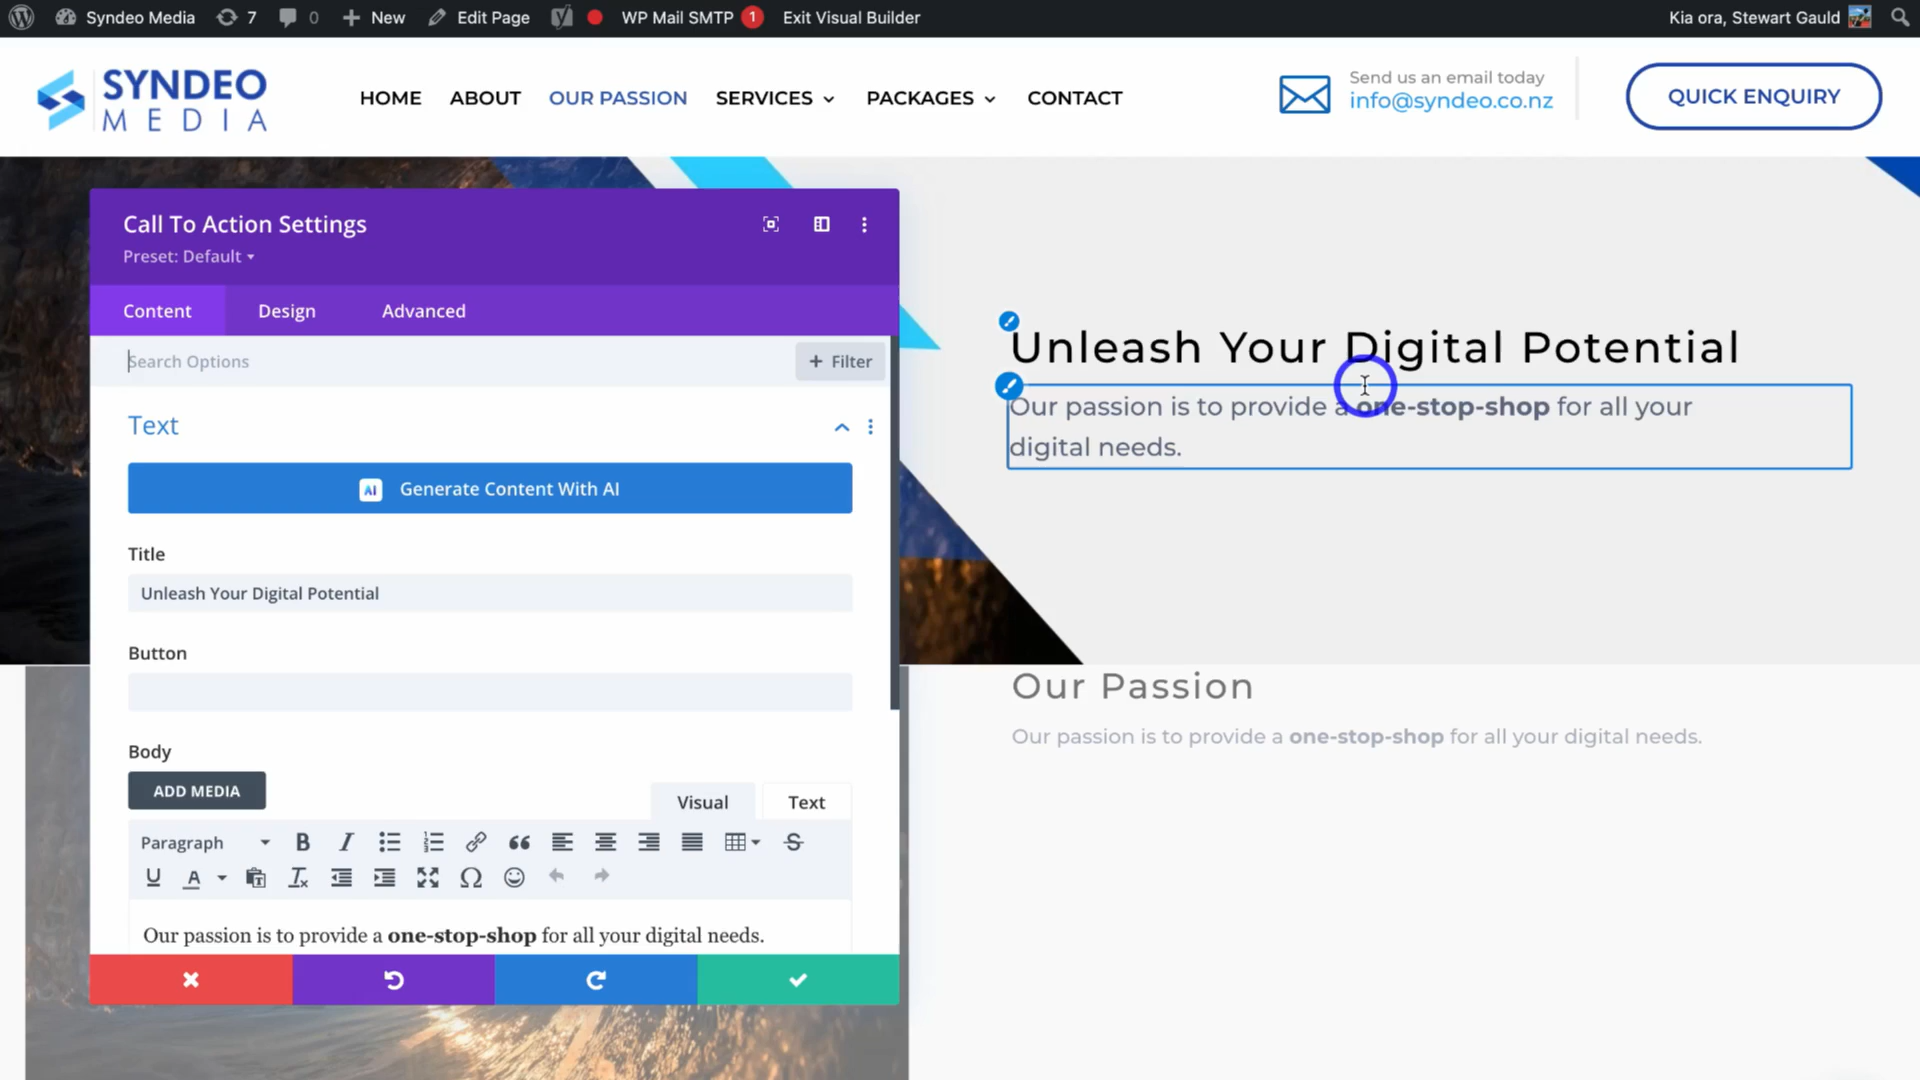 Syndeo Media
7
0
New
Edit Page
WP Mail SMTP
1
Exit Visual Builder
Kia ora, Stewart Gauld
SYNDEO
MEDIA
HOME
ABOUT
OUR PASSION
SERVICES
PACKAGES
CONTACT
Send us an email today
info@syndeo.co.nz
QUICK ENQUIRY
Call To Action Settings
Preset: Default
Content
Design
Advanced
Search Options
+ Filter
Text
AI
Generate Content With AI
Title
Unleash Your Digital Potential
Button
Body
ADD MEDIA
Visual
Text
Paragraph
Our passion is to provide a one-stop-shop for all your digital needs.
Unleash Your Digital Potential
Our passion is to provide a one-stop-shop for all your
digital needs.
Our Passion
Our passion is to provide a one-stop-shop for all your digital needs.